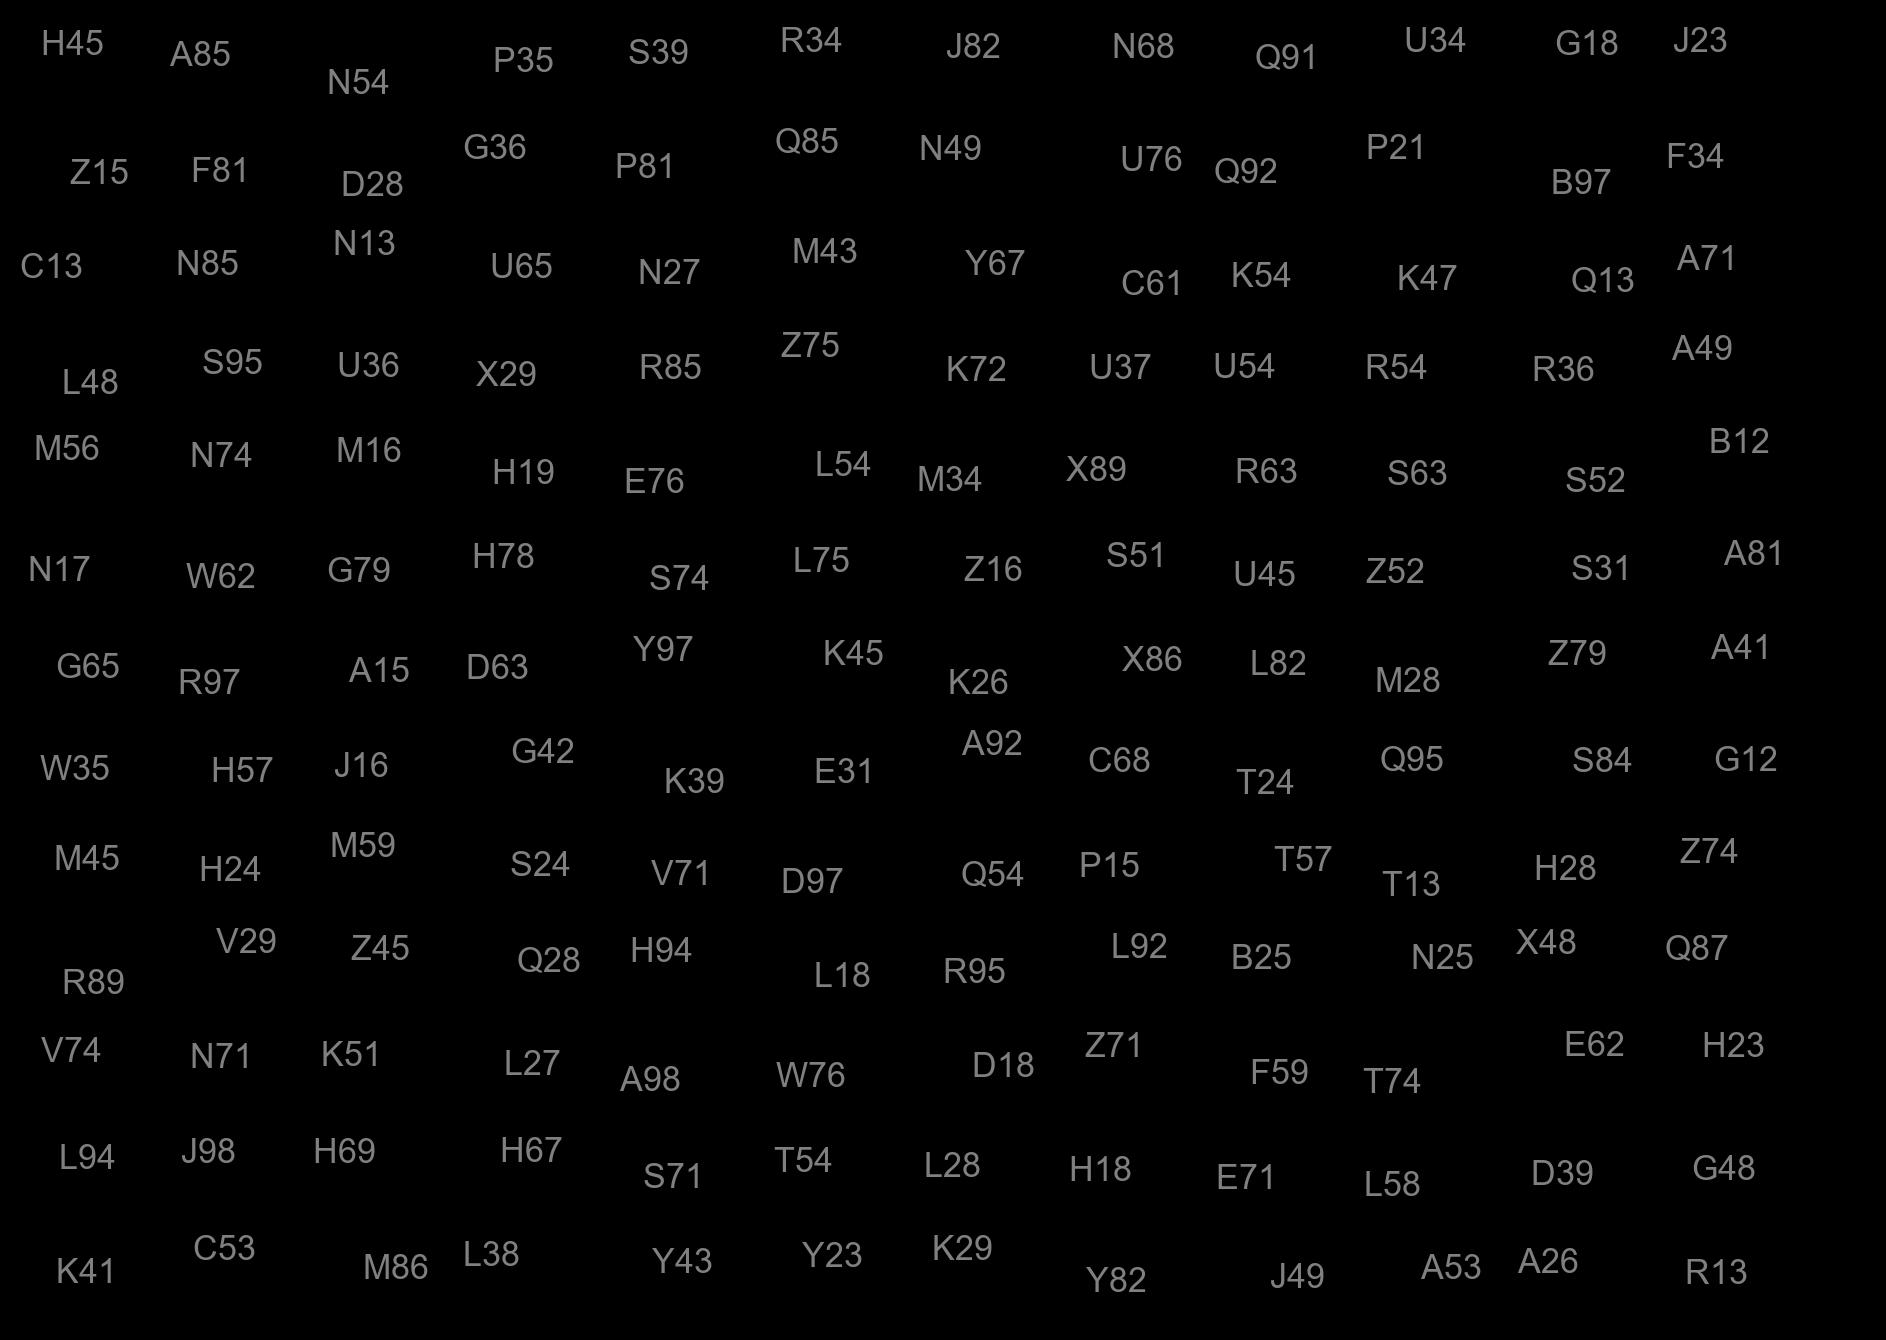 H45 A85 N54 P35 S39 R34 J82 N68 Q91 U34 G18 J23
Z15 F81 D28 G36 P81 Q85 N49 U76 Q92 P21 B97 F34
C13 N85 N13 U65 N27 M43 Y67 C61 K54 K47 Q13 A71
L48 S95 U36 X29 R85 Z75 K72 U37 U54 R54 R36 A49
M56 N74 M16 H19 E76 L54 M34 X89 R63 S63 S52 B12
N17 W62 G79 H78 S74 L75 Z16 S51 U45 Z52 S31 A81
G65 R97 A15 D63 Y97 K45 K26 X86 L82 M28 Z79 A41
W35 H57 J16 G42 K39 E31 A92 C68 T24 Q95 S84 G12
M45 H24 M59 S24 V71 D97 Q54 P15 T57 T13 H28 Z74
R89 V29 Z45 Q28 H94 L18 R95 L92 B25 N25 X48 Q87
V74 N71 K51 L27 A98 W76 D18 Z71 F59 T74 E62 H23
L94 J98 H69 H67 S71 T54 L28 H18 E71 L58 D39 G48
K41 C53 M86 L38 Y43 Y23 K29 Y82 J49 A53 A26 R13